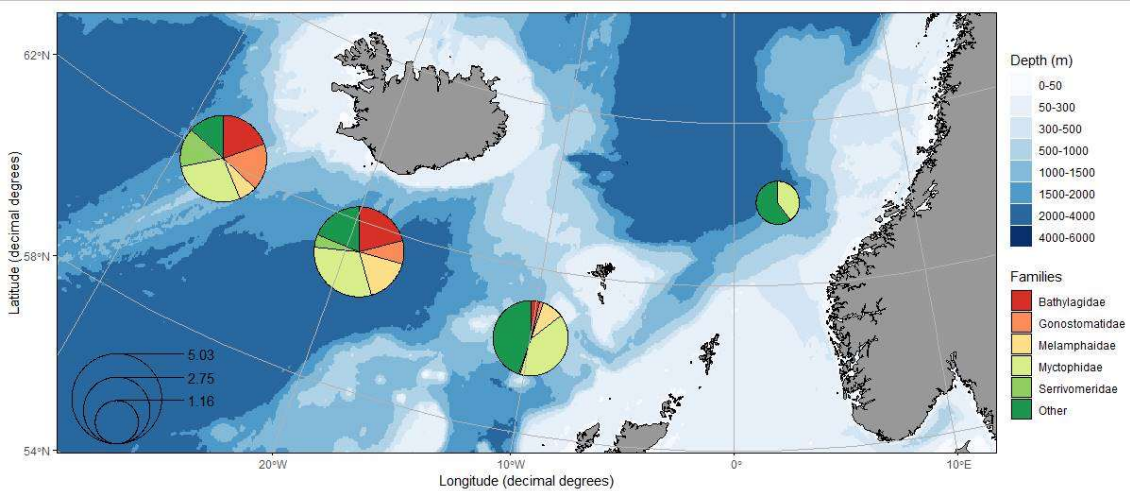 62°N
58°N
54°N
Latitude (decimal degrees)
5.03
2.75
1.16
20°W
10°W
0°
10°E
Longitude (decimal degrees)
Depth (m)
0-50
50-300
300-500
500-1000
1000-1500
1500-2000
2000-4000
4000-6000
Families
Bathylagidae
Gonostomatidae
Melamphaidae
Myctophidae
Serrivomeridae
Other